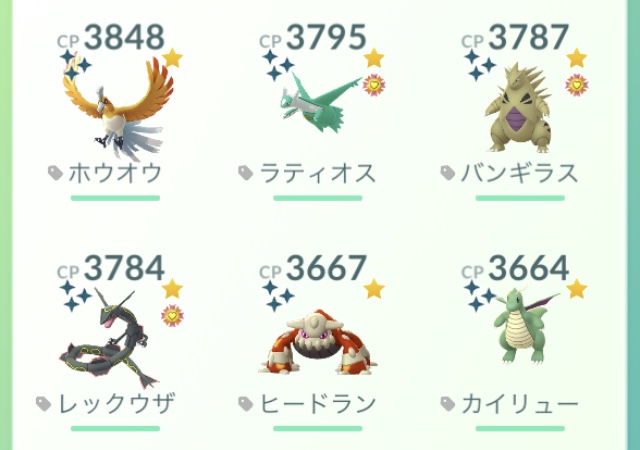 CP 3848
CP 3795
CP 3787
ホウオウ
ラティオス
バンギラス
CP 3784
CP 3667
CP 3664
レックウザ
ヒードラン
カイリュー